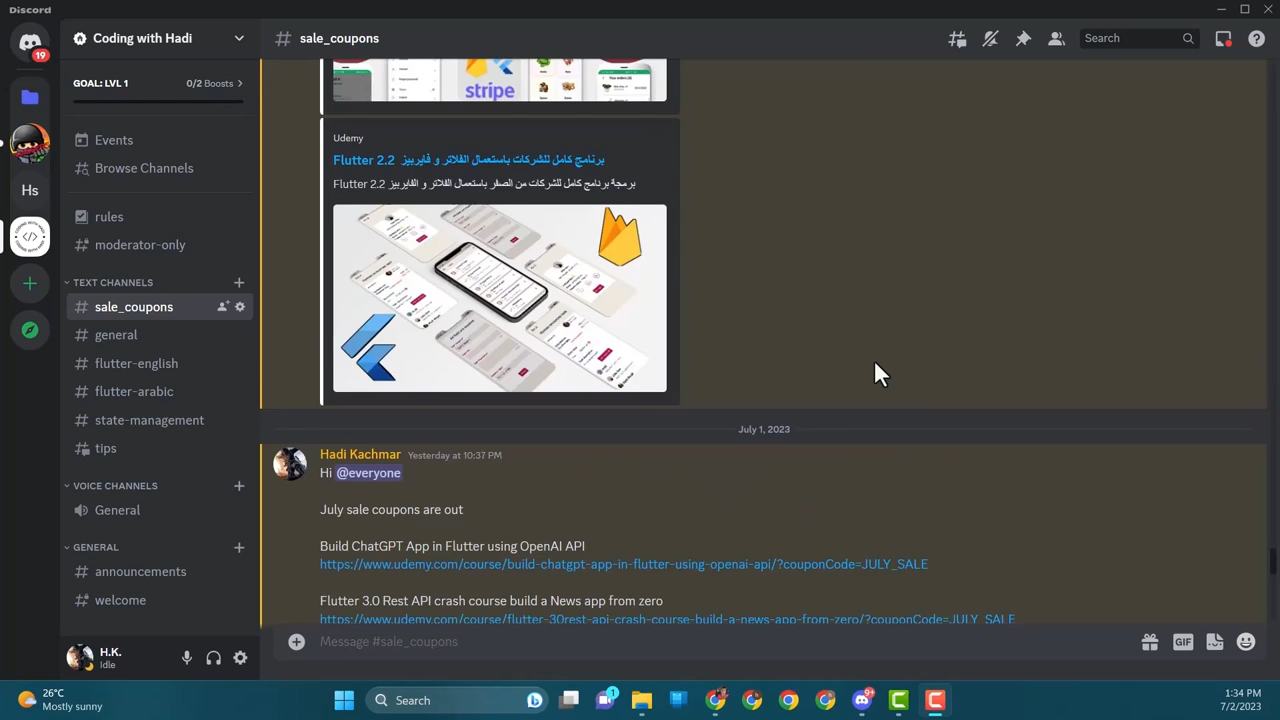 Discord
19
Coding with Hadi
sale_coupons
Search
GOAL: LVL 1
1/2 Boosts
Events
Browse Channels
Hs
rules
moderator-only
TEXT CHANNELS
sale_coupons
general
flutter-english
flutter-arabic
state-management
tips
VOICE CHANNELS
General
GENERAL
announcements
welcome
H.K.
Idle
stripe
Udemy
برنامج كامل للشركات باستعمال الفلاتر و فايربيز Flutter 2.2
برمجة برنامج كامل للشركات من الصفر باستعمال الفلاتر و الفايربيز Flutter 2.2
July 1, 2023
Hadi Kachmar Yesterday at 10:37 PM
Hi @everyone
July sale coupons are out
Build ChatGPT App in Flutter using OpenAI API
https://www.udemy.com/course/build-chatgpt-app-in-flutter-using-openai-api/?couponCode=JULY_SALE
Flutter 3.0 Rest API crash course build a News app from zero
https://www.udemy.com/course/flutter-30rest-api-crash-course-build-a-news-app-from-zero/?couponCode=JULY_SALE
Message #sale_coupons
GIF
26°C
Mostly sunny
Search
1
9+
1:34 PM
7/2/2023